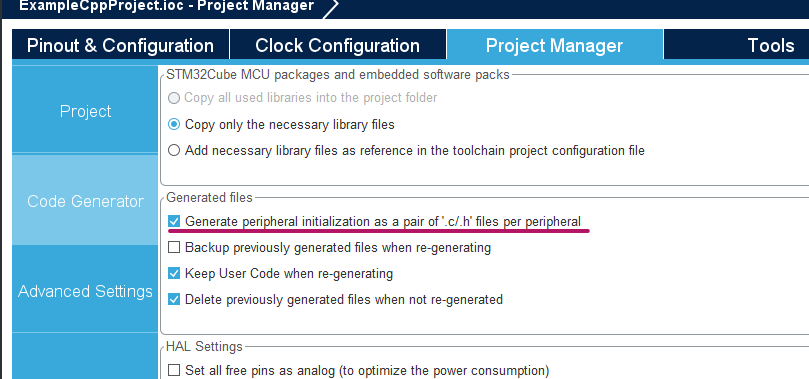 ExampleCppProject.ioc - Project Manager
Pinout & Configuration
Clock Configuration
Project Manager
Tools
Project
Code Generator
Advanced Settings
STM32Cube MCU packages and embedded software packs
Copy all used libraries into the project folder
Copy only the necessary library files
Add necessary library files as reference in the toolchain project configuration file
Generated files
Generate peripheral initialization as a pair of '.c/.h' files per peripheral
Backup previously generated files when re-generating
Keep User Code when re-generating
Delete previously generated files when not re-generated
HAL Settings
Set all free pins as analog (to optimize the power consumption)